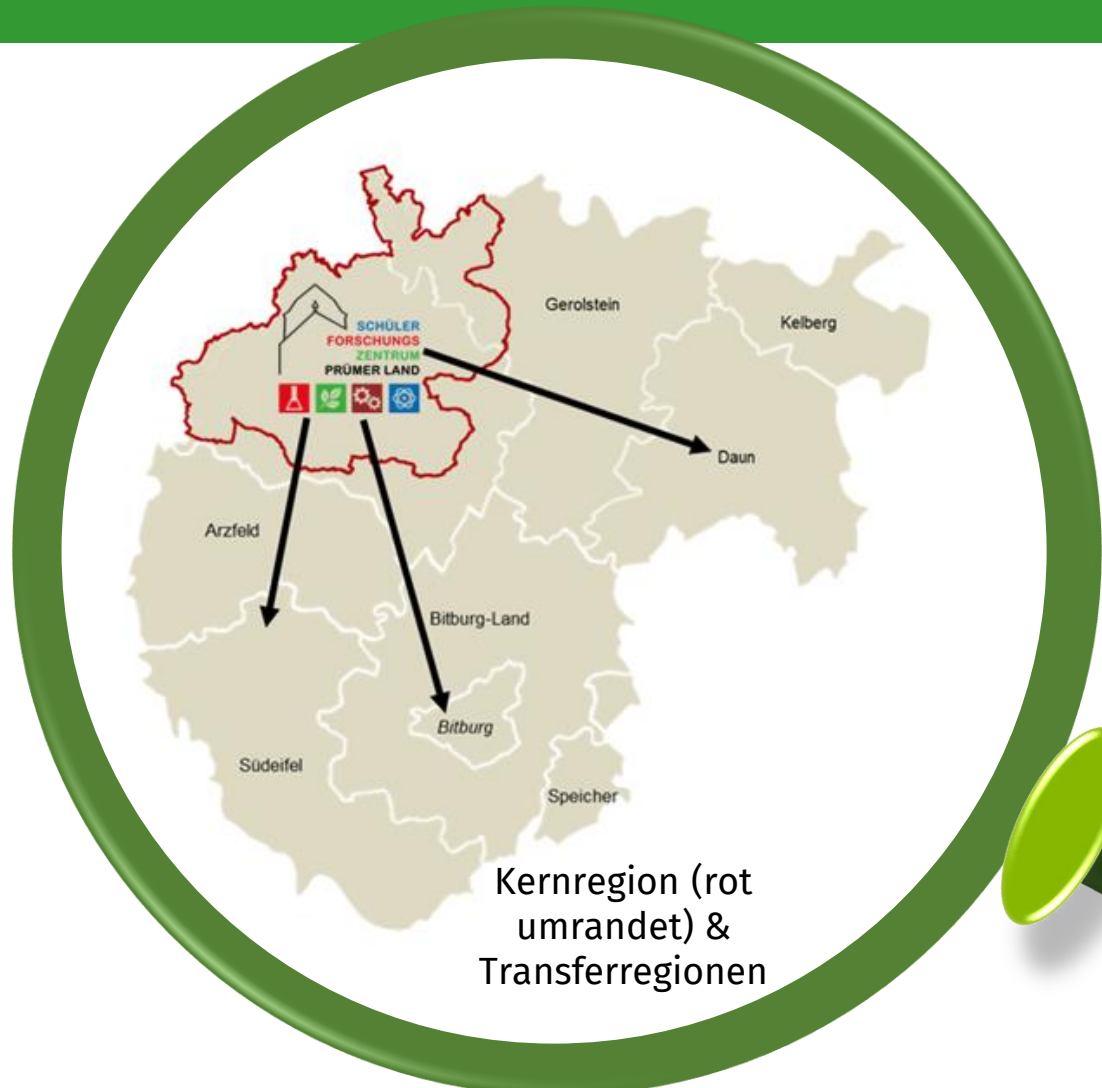 Gerolstein
Kelberg
SCHÜLER
FORSCHUNGS
ZENTRUM
PRÜMER LAND
Daun
Arzfeld
Bitburg-Land
Bitburg
Südeifel
Speicher
Kernregion (rot
umrandet) &
Transferregionen